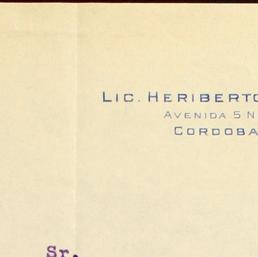 LIC. HERIBERTO
AVENIDA 5 N
CORDOBA
Sr.